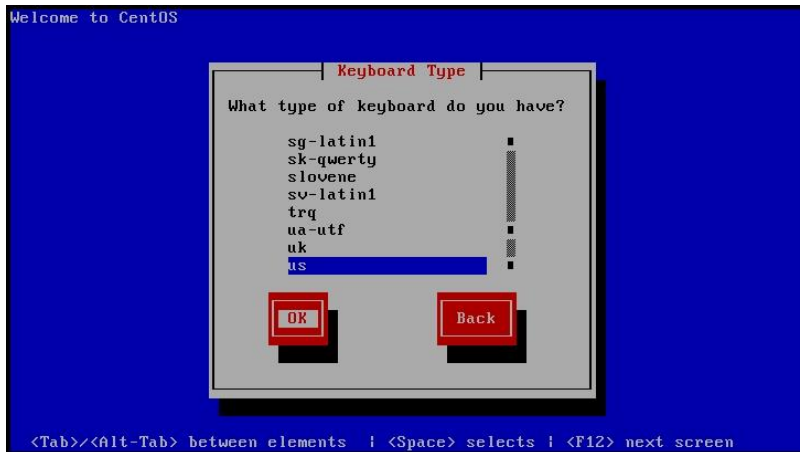 Welcome to CentOS
Keyboard Type
What type of keyboard do you have?
sg-latin1
sk-qwerty
slovene
sv-latin1
trq
ua-utf
uk
us
OK
Back
<Tab>/<Alt-Tab> between elements | <Space> selects | <F12> next screen